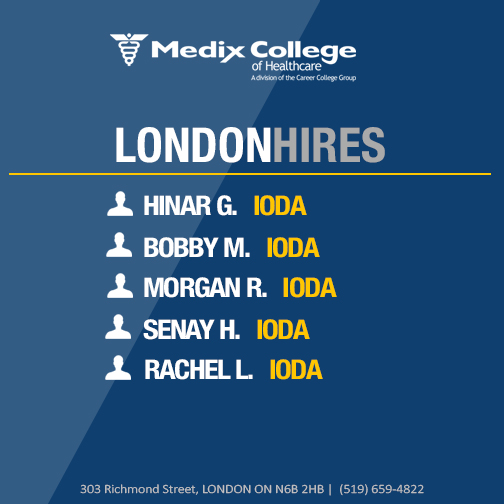 Medix College
of Healthcare
A division of the Career College Group
LONDONHIRES
HINAR G. IODA
BOBBY M. IODA
MORGAN R. IODA
SENAY H. IODA
RACHEL L. IODA
303 Richmond Street, LONDON ON N6B 2HB | (519) 659-4822